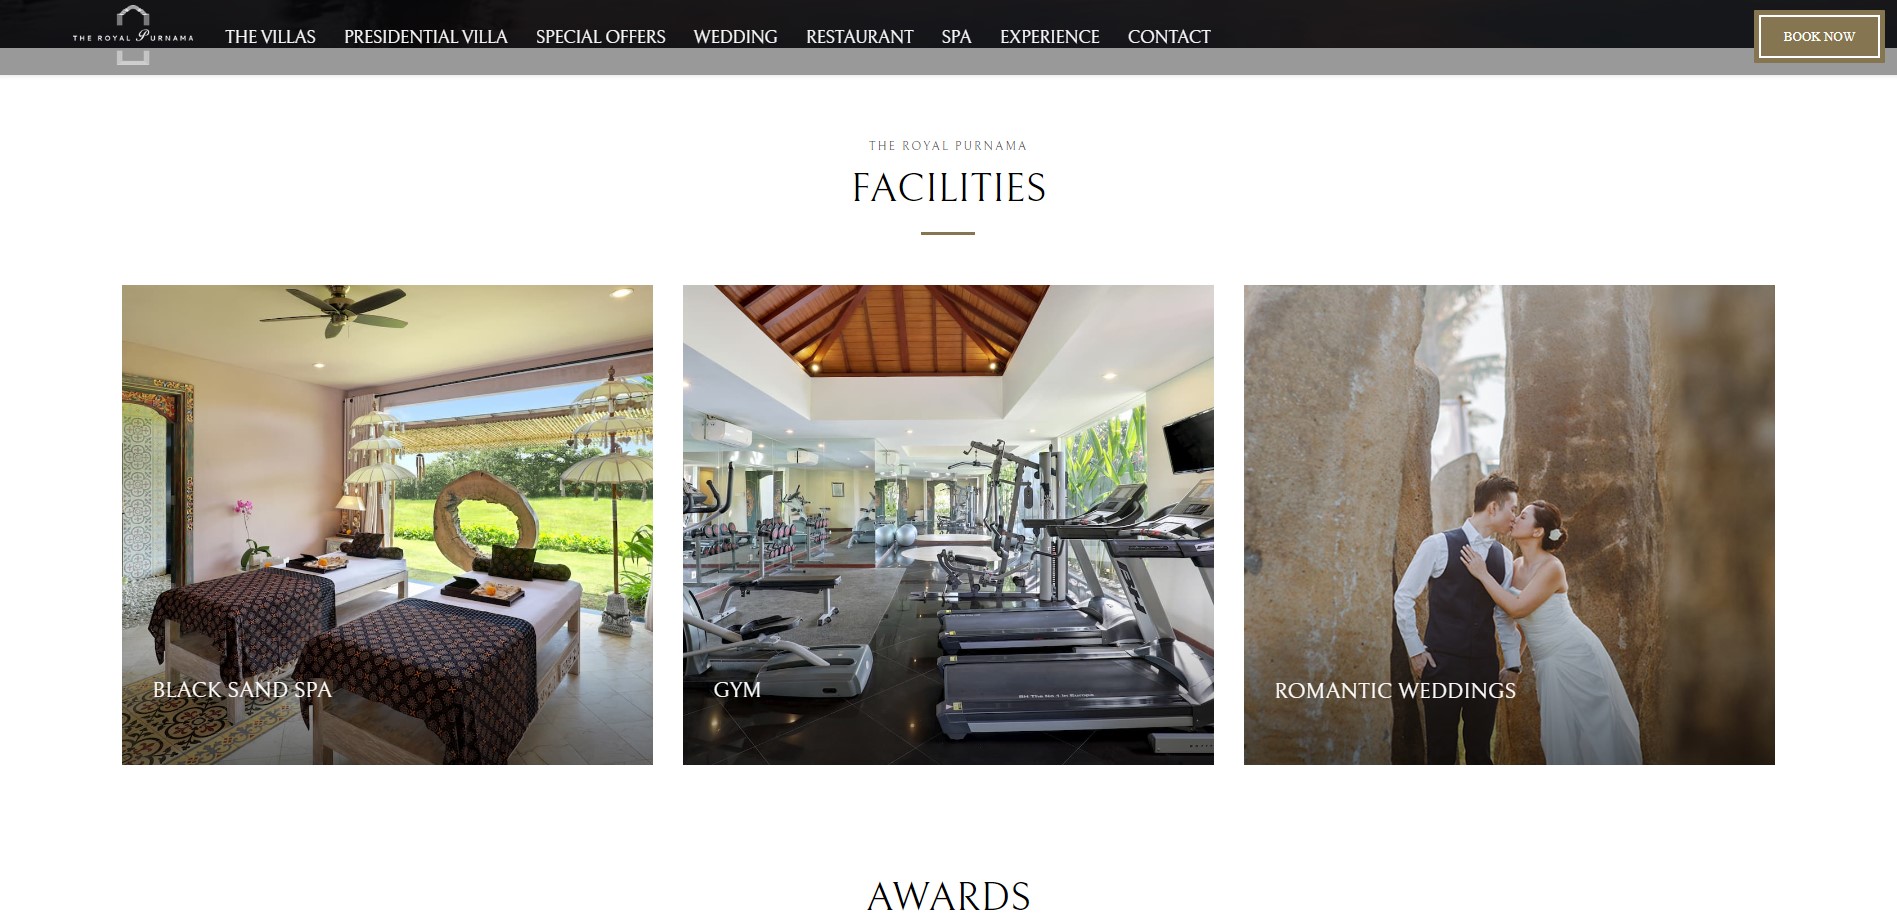 THE ROYAL PURNAMA
THE VILLAS
PRESIDENTIAL VILLA
SPECIAL OFFERS
WEDDING
RESTAURANT
SPA
EXPERIENCE
CONTACT
BOOK NOW
THE ROYAL PURNAMA
FACILITIES
BLACK SAND SPA
GYM
ROMANTIC WEDDINGS
AWARDS